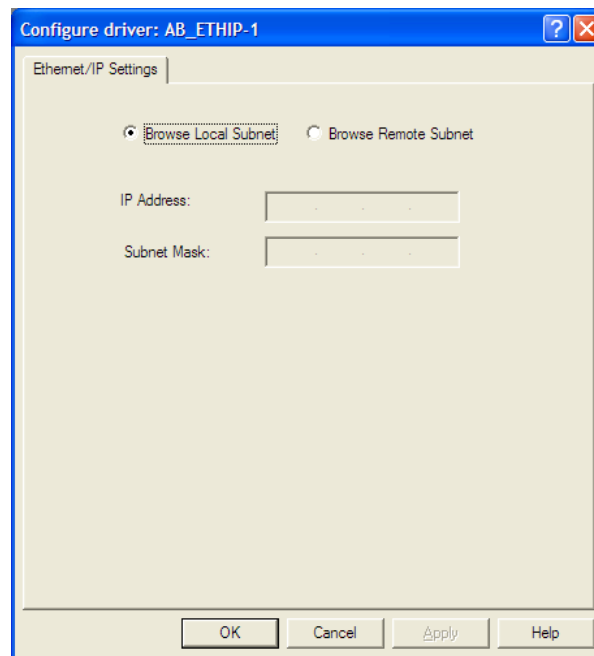 Configure driver: AB_ETHIP-1
Ethernet/IP Settings
Browse Local Subnet Browse Remote Subnet
IP Address:
Subnet Mask:
OK Cancel Apply Help